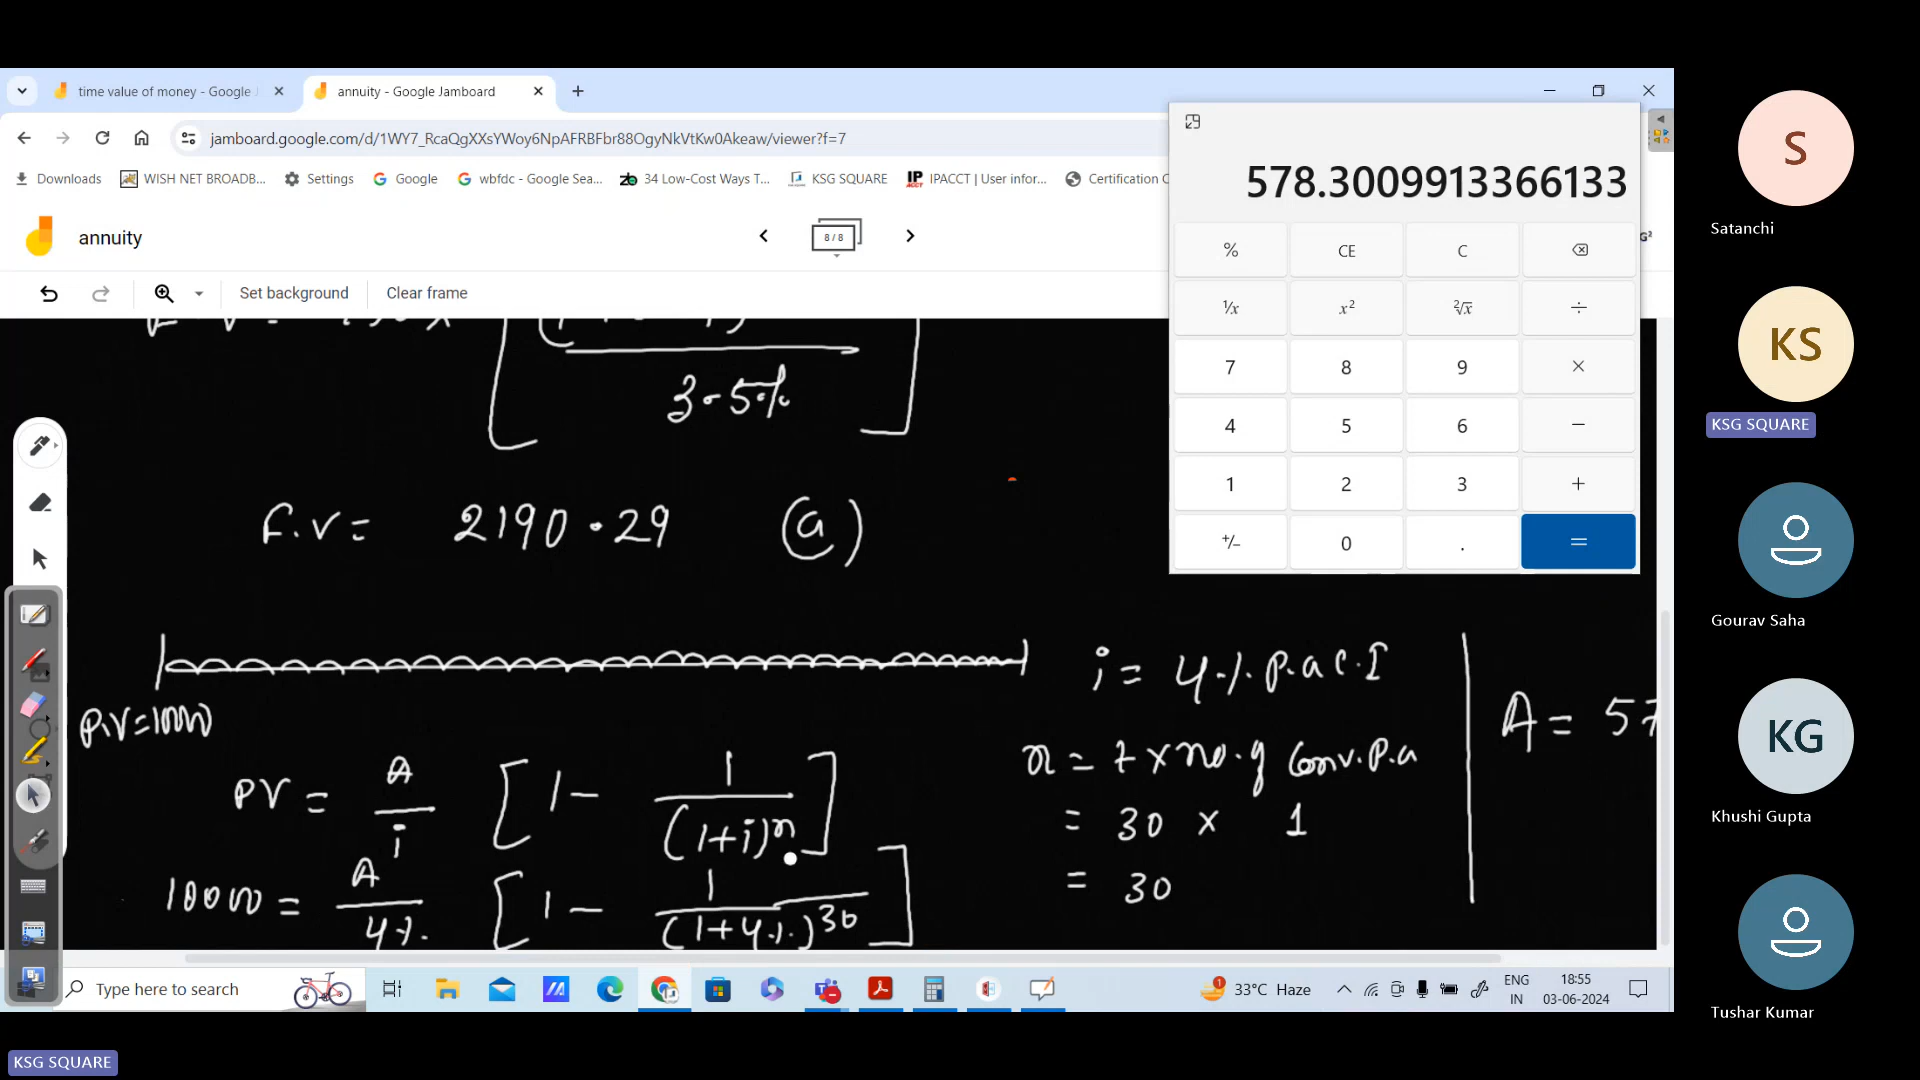 time value of money - Google J
annuity - Google Jamboard
jamboard.google.com/d/1WY7_RcaQgXXsYWoy6NpAFRBFbr88OgyNkVtKw0Akeaw/viewer?f=7
Downloads WISH NET BROADB... Settings Google wbfdc - Google Sea... 34 Low-Cost Ways T... KSG SQUARE IPACCT | User infor... Certification C
annuity
8 / 8
Set background Clear frame
578.3009913366133
% CE C
1/x x² ²√x ÷
7 8 9 ×
4 5 6 −
1 2 3 +
+/− 0 . =
3.5%
F.V = 2190.29 (a)
P.V=10000
i = 4% p.a C.I
n = t x no. of Conv. p.a
= 30 x 1
= 30
A = 57
PV = A/i [1 - 1/(1+i)^n]
10000 = A/4% [1 - 1/(1+4%)^30]
Type here to search
33°C Haze
ENG
IN
18:55
03-06-2024
S
Satanchi
KS
KSG SQUARE
Gourav Saha
KG
Khushi Gupta
Tushar Kumar
KSG SQUARE